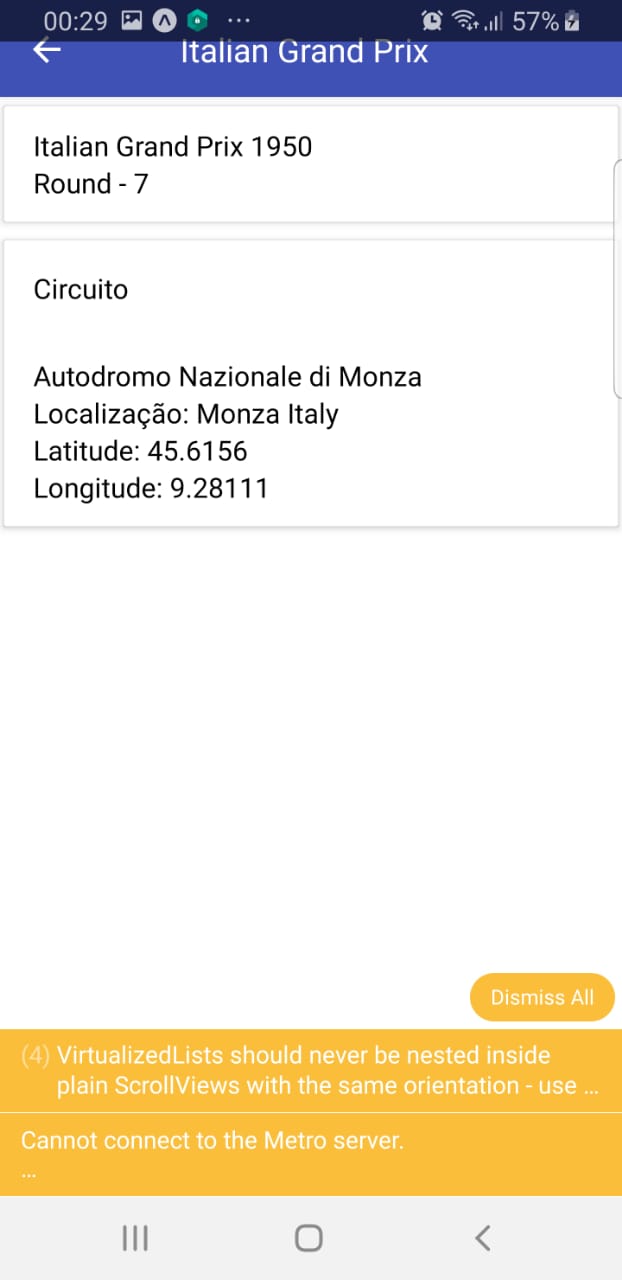 00:29 57%
Italian Grand Prix
Italian Grand Prix 1950
Round - 7
Circuito
Autodromo Nazionale di Monza
Localização: Monza Italy
Latitude: 45.6156
Longitude: 9.28111
Dismiss All
(4) VirtualizedLists should never be nested inside
plain ScrollViews with the same orientation - use ...
Cannot connect to the Metro server.
...